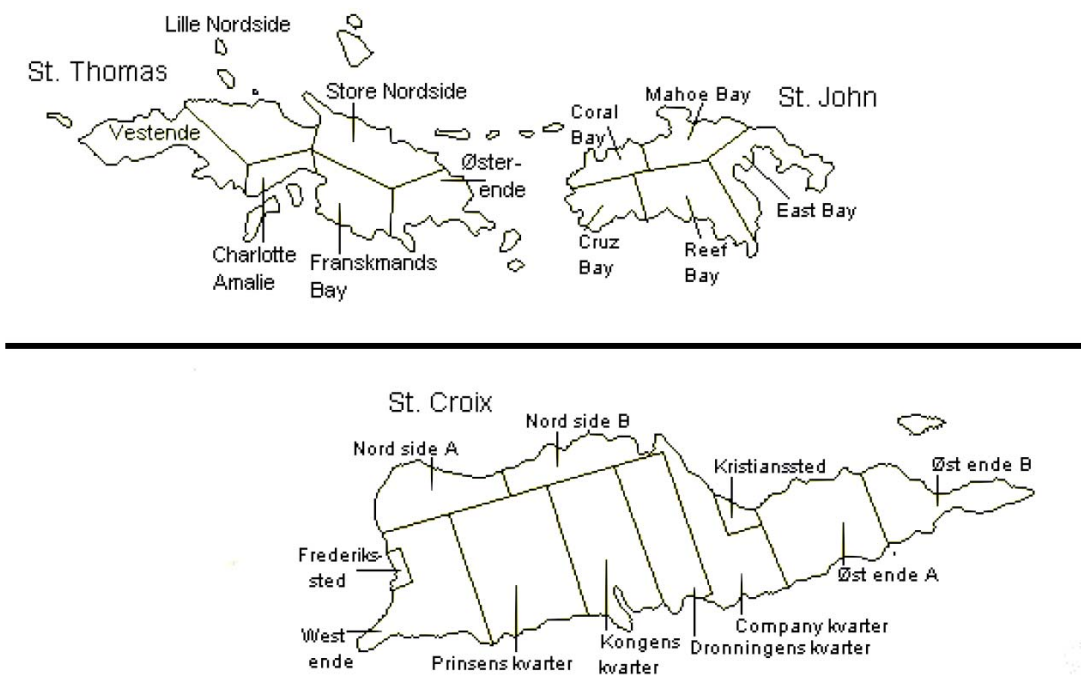 Lille Nordside
St. Thomas
Store Nordside
Vestende
Øster-
ende
Charlotte
Amalie
Franskmands
Bay
Mahoe Bay
St. John
Coral
Bay
East Bay
Cruz
Bay
Reef
Bay
St. Croix
Nord side B
Nord side A
Kristianssted
Øst ende B
Frederiks-
sted
Øst ende A
West
ende
Prinsens kvarter
Kongens
kvarter
Company kvarter
Dronningens kvarter